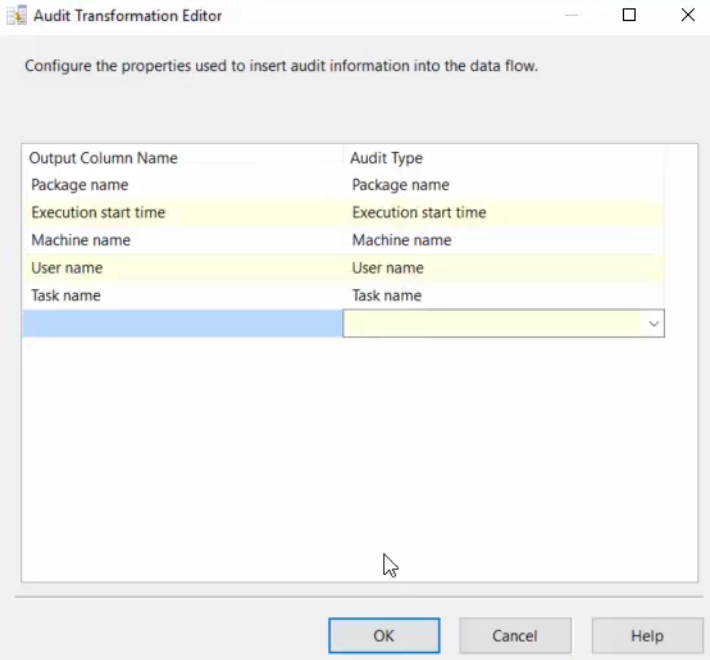 Audit Transformation Editor
Configure the properties used to insert audit information into the data flow.
Output Column Name Audit Type
Package name Package name
Execution start time Execution start time
Machine name Machine name
User name User name
Task name Task name
OK Cancel Help